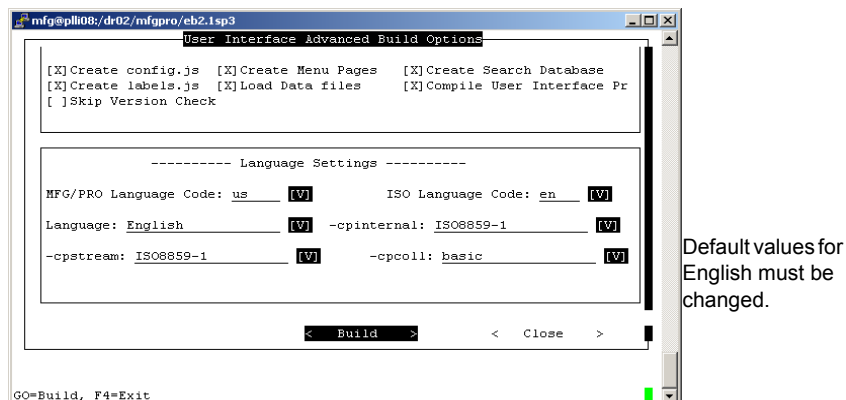 mfg@plli08:/dr02/mfgpro/eb2.1sp3
User Interface Advanced Build Options
[X]Create config.js [X]Create Menu Pages [X]Create Search Database
[X]Create labels.js [X]Load Data files [X]Compile User Interface Pr
[ ]Skip Version Check
---------- Language Settings ----------
MFG/PRO Language Code: us [V] ISO Language Code: en [V]
Language: English [V] -cpinternal: ISO8859-1 [V]
-cpstream: ISO8859-1 [V] -cpcoll: basic [V]
< Build > < Close >
GO=Build, F4=Exit
Default values for
English must be
changed.